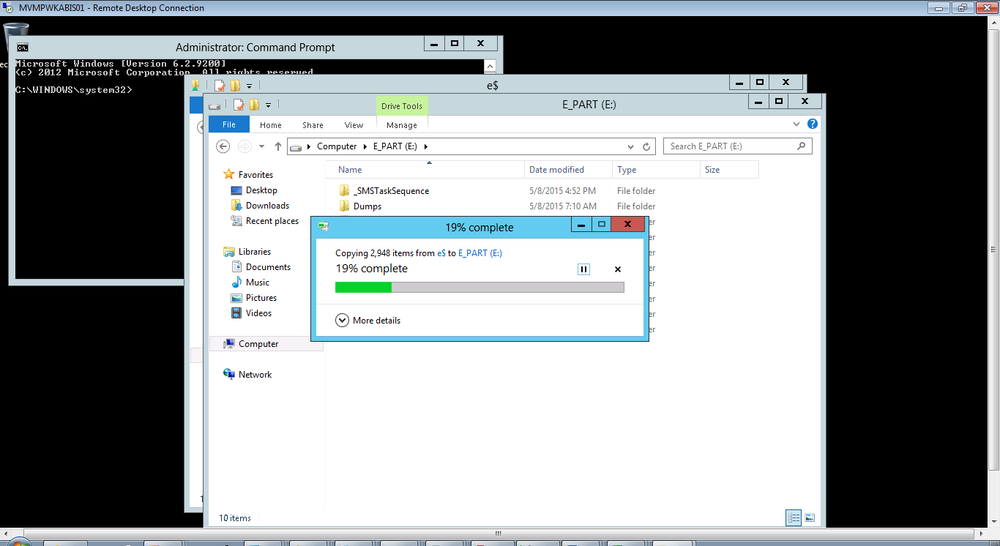 MVMPWKABIS01 - Remote Desktop Connection
Administrator: Command Prompt
Microsoft Windows [Version 6.2.9200]
(c) 2012 Microsoft Corporation. All rights reserved
C:\WINDOWS\system32>
e$
Drive Tools
E_PART (E:)
File Home Share View Manage
Computer E_PART (E:)
Search E_PART (E:)
Name Date modified Type Size
Favorites
Desktop
Downloads
Recent places
Libraries
Documents
Music
Pictures
Videos
Computer
Network
_SMSTaskSequence 5/8/2015 4:52 PM File folder
Dumps 5/8/2015 7:10 AM File folder
19% complete
Copying 2,948 items from e$ to E_PART (E:)
19% complete
More details
10 items